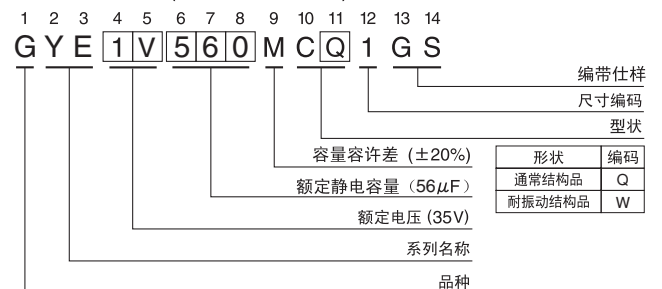 1 2 3 4 5 6 7 8 9 10 11 12 13 14
G Y E 1 V 5 6 0 M C Q 1 G S
编带仕样
尺寸编码
型状
容量容许差 (±20%)
额定静电容量（56μF）
额定电压 (35V)
系列名称
品种
形状 编码
通常结构品 Q
耐振动结构品 W